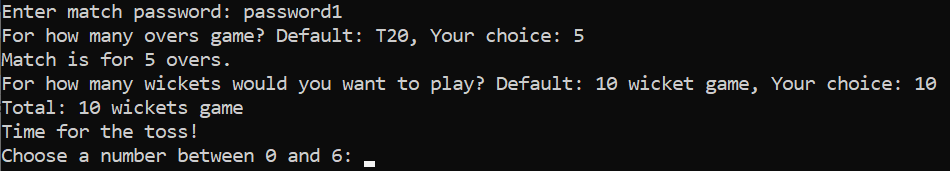 Enter match password: password1
For how many overs game? Default: T20, Your choice: 5
Match is for 5 overs.
For how many wickets would you want to play? Default: 10 wicket game, Your choice: 10
Total: 10 wickets game
Time for the toss!
Choose a number between 0 and 6: